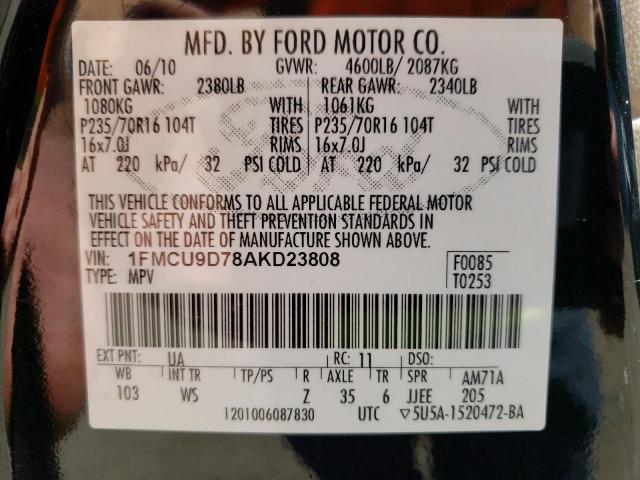 MFD. BY FORD MOTOR CO.
DATE: 06/10 GVWR: 4600LB/ 2087KG
FRONT GAWR: 2380LB REAR GAWR: 2340LB
1080KG WITH 1061KG WITH
P235/70R16 104T TIRES P235/70R16 104T TIRES
16x7.0J RIMS 16x7.0J RIMS
AT 220 kPa/ 32 PSI COLD AT 220 kPa/ 32 PSI COLD
THIS VEHICLE CONFORMS TO ALL APPLICABLE FEDERAL MOTOR
VEHICLE SAFETY AND THEFT PREVENTION STANDARDS IN
EFFECT ON THE DATE OF MANUFACTURE SHOWN ABOVE.
VIN: 1FMCU9D78AKD23808 F0085
TYPE: MPV T0253
EXT PNT: UA RC: 11 DSO:
WB INT TR TP/PS R AXLE TR SPR AM71A
103 WS Z 35 6 JJEE 205
1201006087830 UTC ▽5U5A-1520472-BA